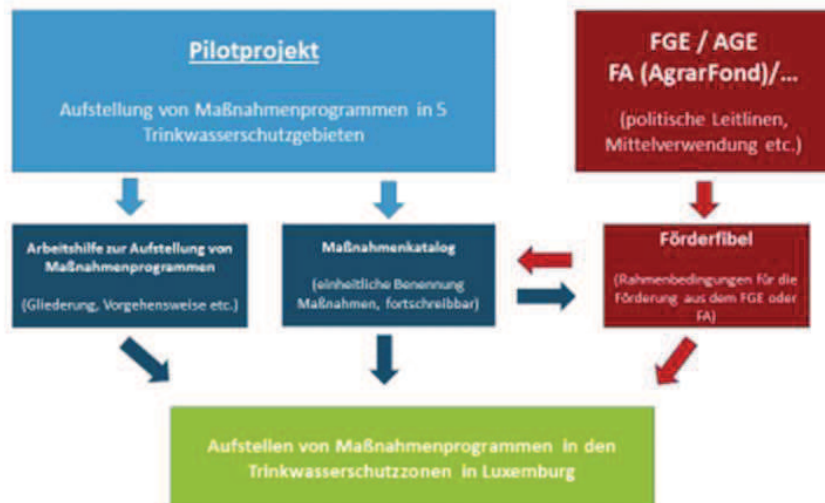 Pilotprojekt
Aufstellung von Maßnahmenprogrammen in 5
Trinkwasserschutzgebieten
FGE / AGE
FA (AgrarFond)/...
(politische Leitlinen,
Mittelverwendung etc.)
Arbeitshilfe zur Aufstellung von
Maßnahmenprogrammen
(Gliederung, Vorgehensweise etc.)
Maßnahmenkatalog
(einheitliche Benennung
Maßnahmen, fortschreibbar)
Förderfibel
(Rahmenbedingungen für die
Förderung aus dem FGE oder
FA)
Aufstellen von Maßnahmenprogrammen in den
Trinkwasserschutzzonen in Luxemburg